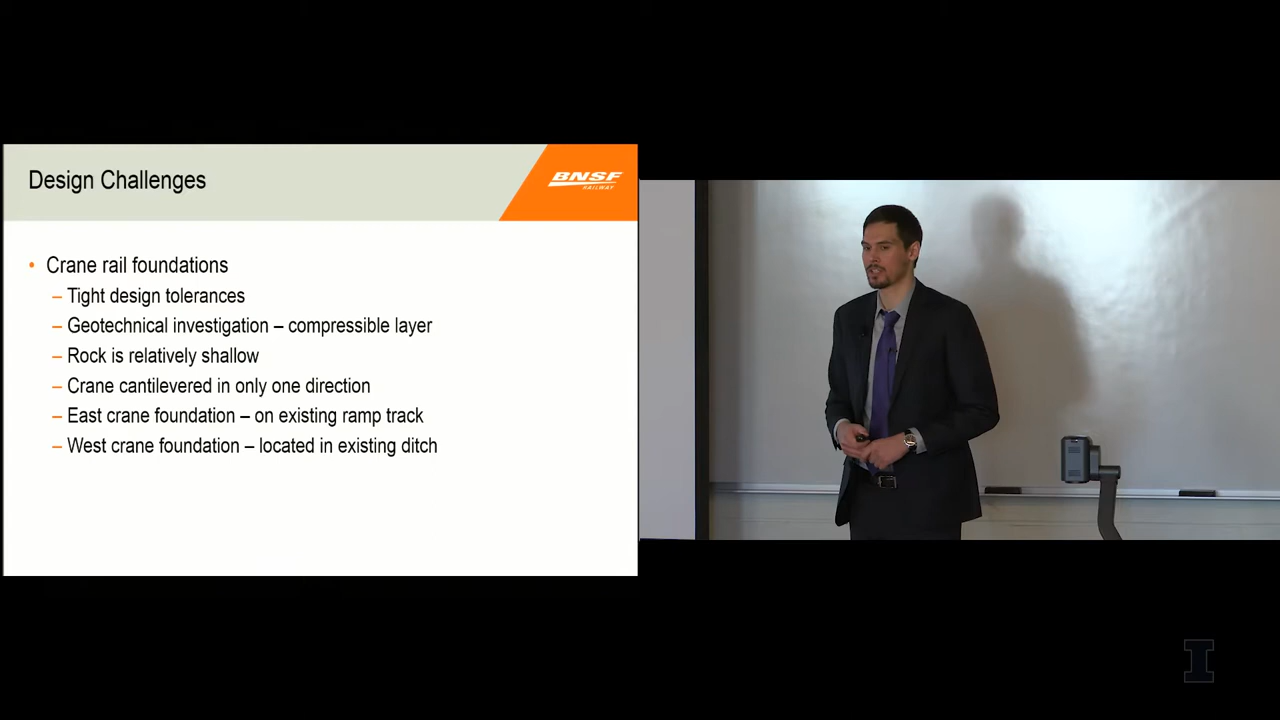 Design Challenges
BNSF
RAILWAY
• Crane rail foundations
– Tight design tolerances
– Geotechnical investigation – compressible layer
– Rock is relatively shallow
– Crane cantilevered in only one direction
– East crane foundation – on existing ramp track
– West crane foundation – located in existing ditch
I